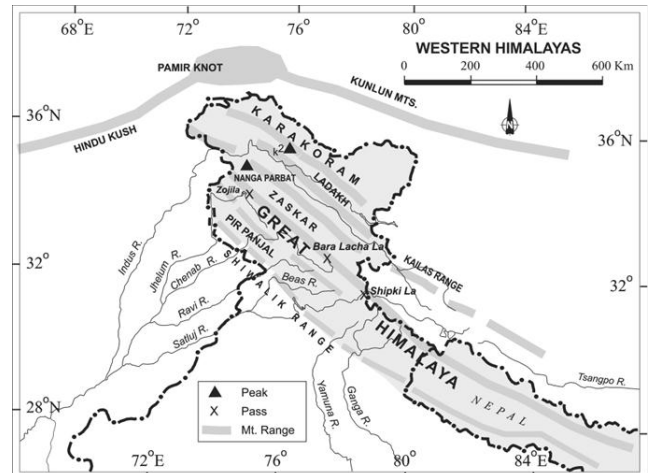 68°E
72°E
76°E
80°E
84°E
WESTERN HIMALAYAS
0 200 400 600 Km
N
PAMIR KNOT
KUNLUN MTS.
36°N
HINDU KUSH
KARAKORAM
K2
36°N
NANGA PARBAT
LADAKH
Zojila
ZASKAR
GREAT
PIR PANJAL
Bara Lacha La
KAILAS RANGE
Indus R.
Jhelum R.
Chenab R.
32°N
SHIWALIK RANGE
Beas R.
Shipki La
32°N
Ravi R.
Satluj R.
HIMALAYA
Tsangpo R.
NEPAL
Yamuna R.
Ganga R.
28°N
28°N
Peak
Pass
Mt. Range
72°E
76°E
80°E
84°E